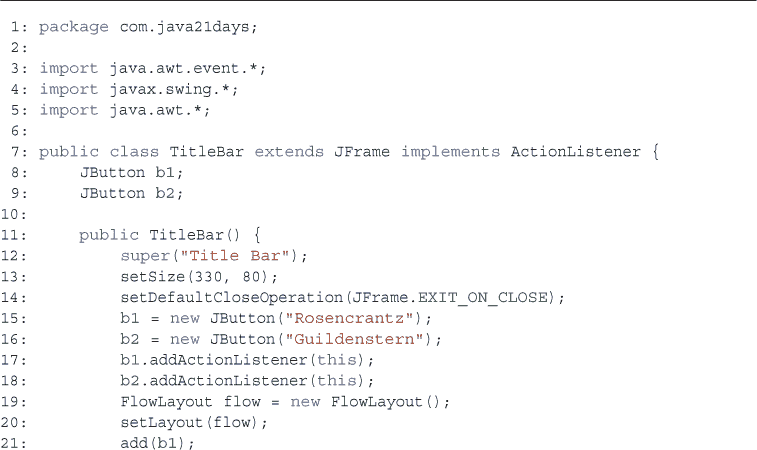 1: package com.java21days;
2:
3: import java.awt.event.*;
4: import javax.swing.*;
5: import java.awt.*;
6:
7: public class TitleBar extends JFrame implements ActionListener {
8:     JButton b1;
9:     JButton b2;
10:
11:     public TitleBar() {
12:         super("Title Bar");
13:         setSize(330, 80);
14:         setDefaultCloseOperation(JFrame.EXIT_ON_CLOSE);
15:         b1 = new JButton("Rosencrantz");
16:         b2 = new JButton("Guildenstern");
17:         b1.addActionListener(this);
18:         b2.addActionListener(this);
19:         FlowLayout flow = new FlowLayout();
20:         setLayout(flow);
21:         add(b1);